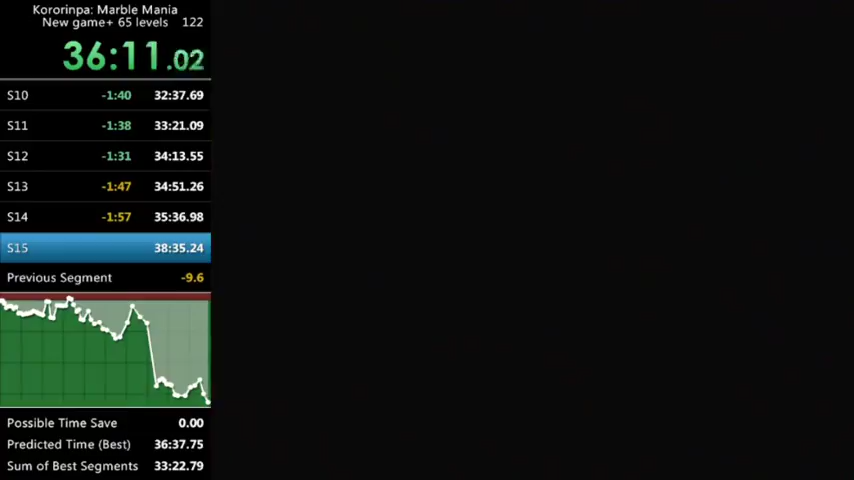 Kororinpa: Marble Mania
New game+ 65 levels 122
36:11.02
S10 -1:40 32:37.69
S11 -1:38 33:21.09
S12 -1:31 34:13.55
S13 -1:47 34:51.26
S14 -1:57 35:36.98
S15 38:35.24
Previous Segment -9.6
Possible Time Save 0.00
Predicted Time (Best) 36:37.75
Sum of Best Segments 33:22.79